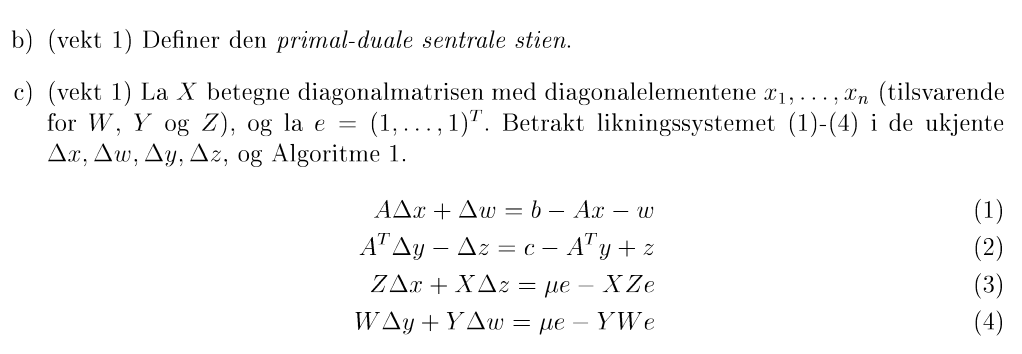 b) (vekt 1) Definer den primal-duale sentrale stien.
c) (vekt 1) La X betegne diagonalmatrisen med diagonalelementene x₁, . . . , xₙ (tilsvarende
for W, Y og Z), og la e = (1, . . . , 1)ᵀ. Betrakt likningssystemet (1)-(4) i de ukjente
Δx, Δw, Δy, Δz, og Algoritme 1.
AΔx + Δw = b − Ax − w (1)
AᵀΔy − Δz = c − Aᵀy + z (2)
ZΔx + XΔz = μe − XZe (3)
WΔy + YΔw = μe − YWe (4)